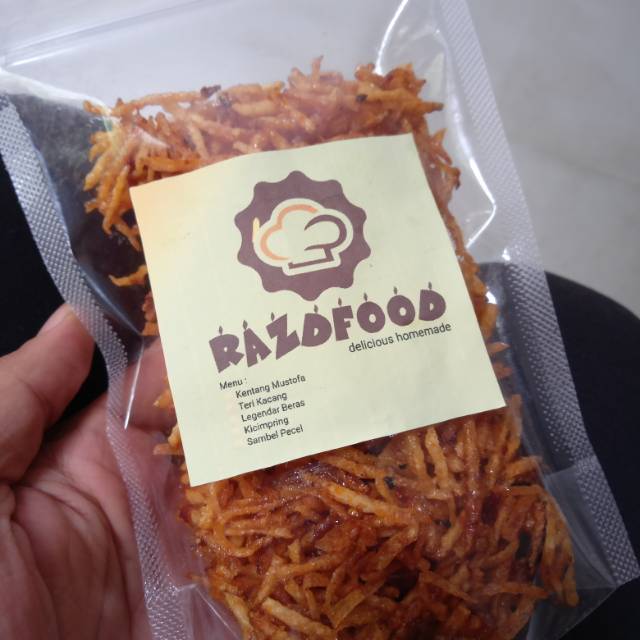 RAZDFOOD
delicious homemade
Menu :
Kentang Mustofa
Teri Kacang
Legendar Beras
Kicimpring
Sambel Pecel